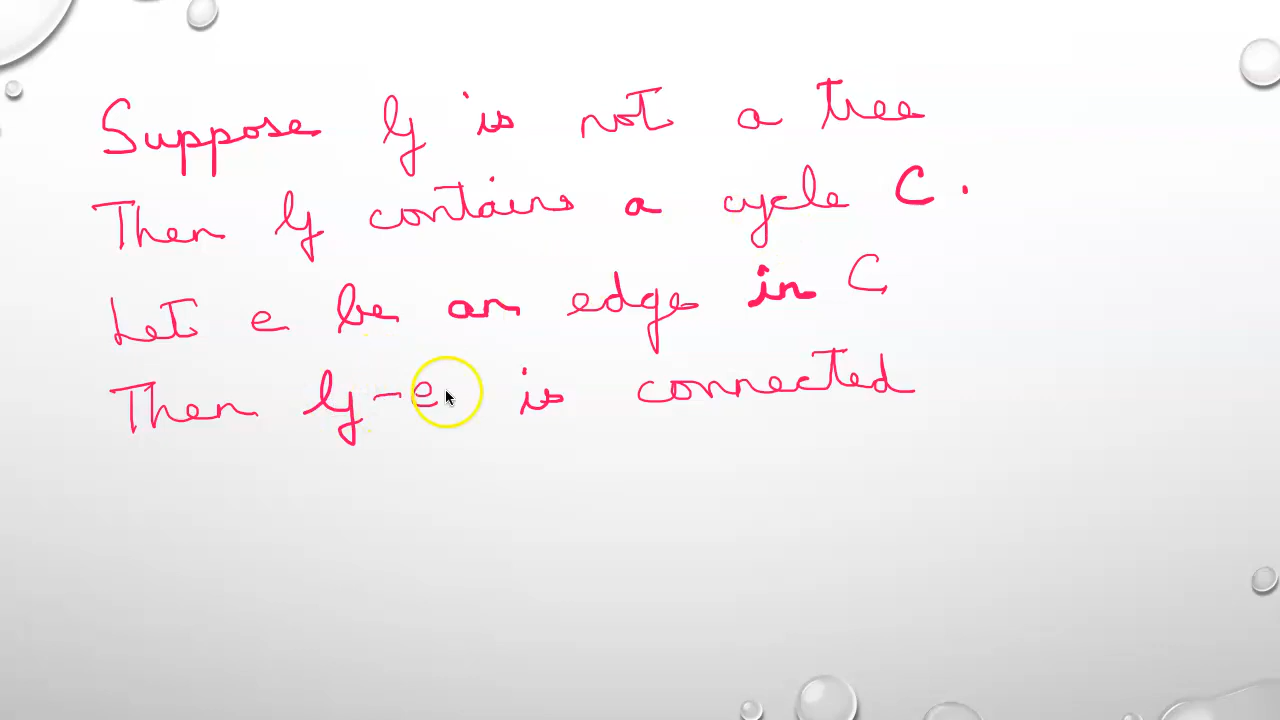 Suppose G is not a tree
Then G contains a cycle C.
Let e be an edge in C
Then G-e is connected